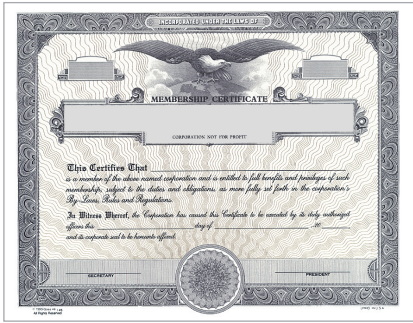 INCORPORATED UNDER THE LAWS OF
MEMBERSHIP CERTIFICATE
CORPORATION NOT FOR PROFIT
This Certifies That
is a member of the above named corporation and is entitled to full benefits and privileges of such
membership, subject to the duties and obligations, as more fully set forth in the corporation's
By-Laws, Rules and Regulations.
In Witness Whereof, the Corporation has caused this Certificate to be executed by its duly authorized
officers this day of 20
and its corporate seal to be hereunto affixed.
SECRETARY PRESIDENT
All Rights Reserved